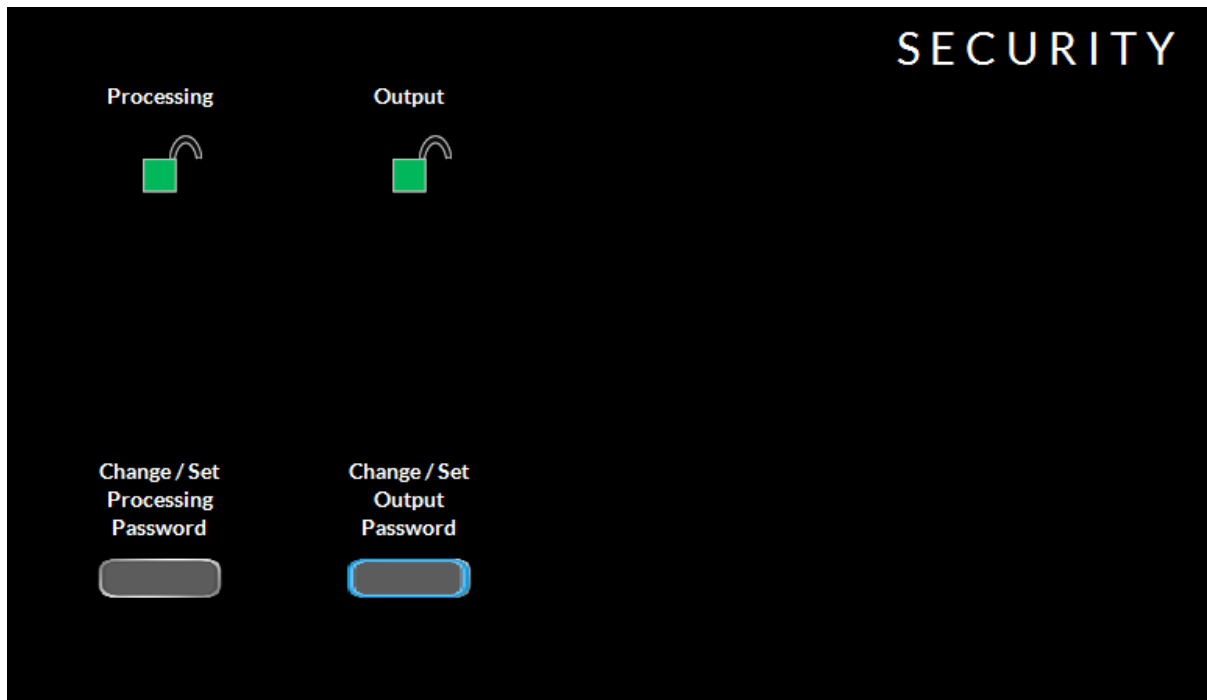 SECURITY
Processing
Output
Change / Set
Processing
Password
Change / Set
Output
Password